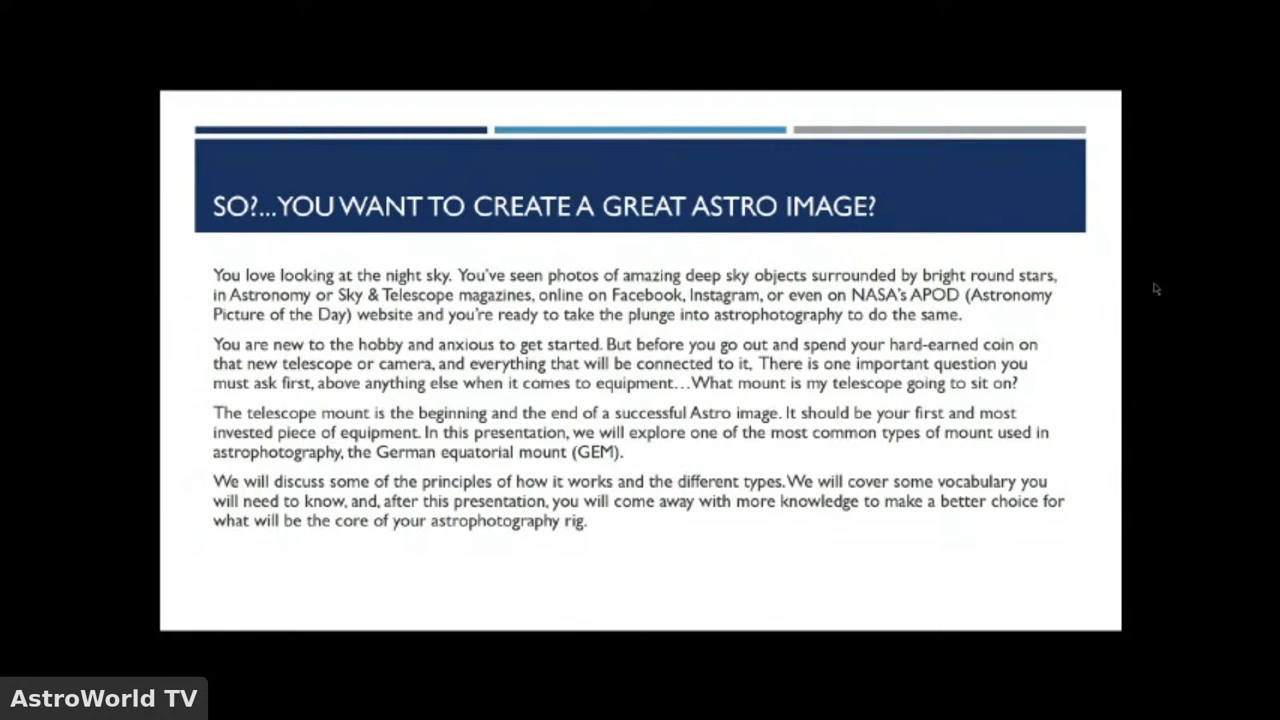 SO?...YOU WANT TO CREATE A GREAT ASTRO IMAGE?
You love looking at the night sky. You've seen photos of amazing deep sky objects surrounded by bright round stars,
in Astronomy or Sky & Telescope magazines, online on Facebook, Instagram, or even on NASA's APOD (Astronomy
Picture of the Day) website and you're ready to take the plunge into astrophotography to do the same.
You are new to the hobby and anxious to get started. But before you go out and spend your hard-earned coin on
that new telescope or camera, and everything that will be connected to it, There is one important question you
must ask first, above anything else when it comes to equipment…What mount is my telescope going to sit on?
The telescope mount is the beginning and the end of a successful Astro image. It should be your first and most
invested piece of equipment. In this presentation, we will explore one of the most common types of mount used in
astrophotography, the German equatorial mount (GEM).
We will discuss some of the principles of how it works and the different types. We will cover some vocabulary you
will need to know, and, after this presentation, you will come away with more knowledge to make a better choice for
what will be the core of your astrophotography rig.
AstroWorld TV